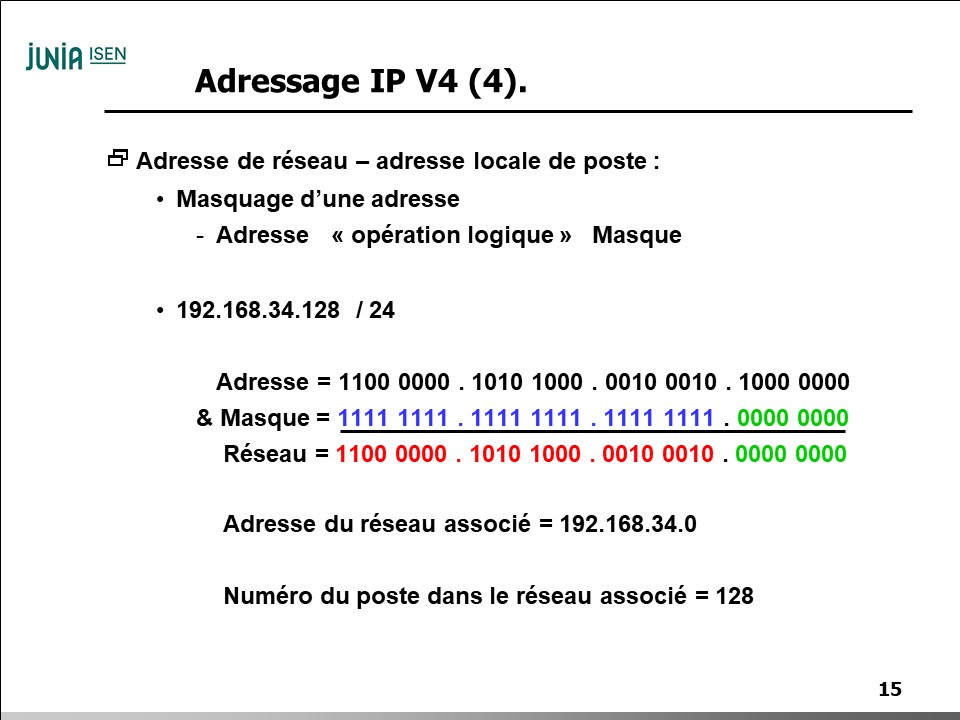 JUNIA ISEN
Adressage IP V4 (4).
Adresse de réseau – adresse locale de poste :
• Masquage d’une adresse
- Adresse « opération logique » Masque
• 192.168.34.128 / 24
Adresse = 1100 0000 . 1010 1000 . 0010 0010 . 1000 0000
& Masque = 1111 1111 . 1111 1111 . 1111 1111 . 0000 0000
Réseau = 1100 0000 . 1010 1000 . 0010 0010 . 0000 0000
Adresse du réseau associé = 192.168.34.0
Numéro du poste dans le réseau associé = 128
15